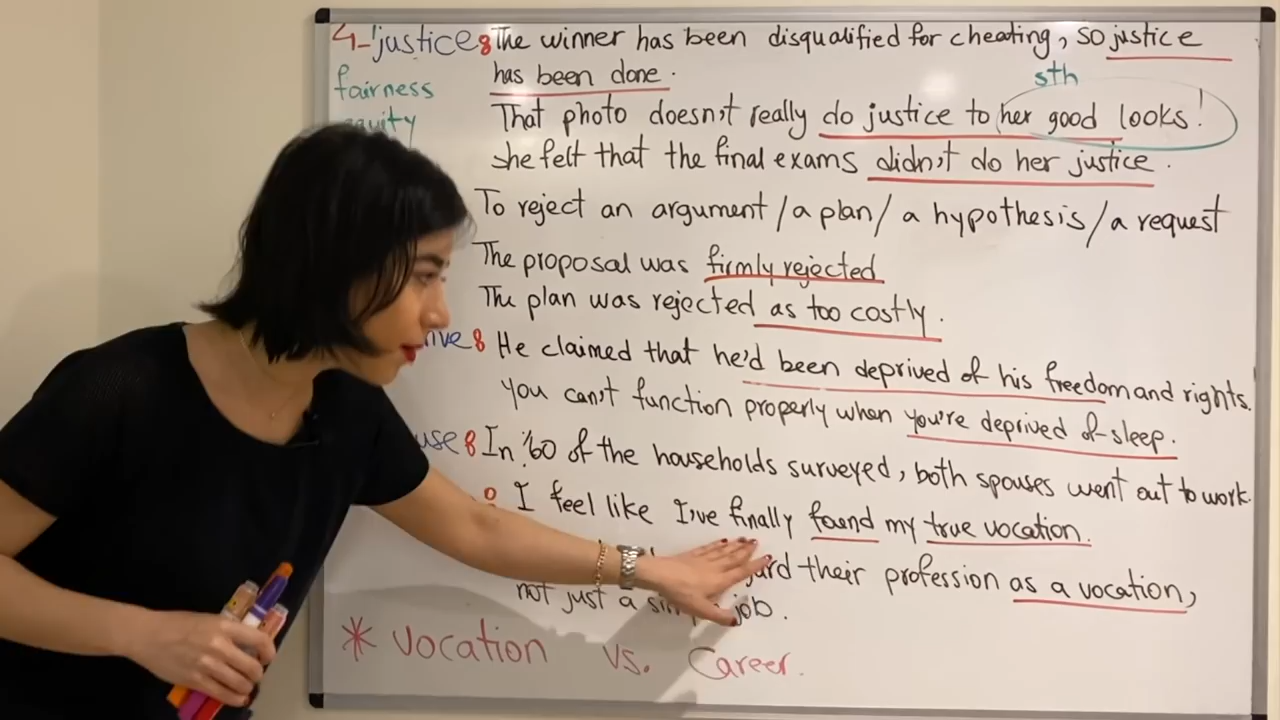 4-justice: The winner has been disqualified for cheating, so justice
has been done.
fairness
sth
That photo doesn't really do justice to her good looks!
she felt that the final exams didn't do her justice.
To reject an argument / a plan / a hypothesis / a request
The proposal was firmly rejected
The plan was rejected as too costly.
He claimed that he'd been deprived of his freedom and rights.
you can't function properly when you're deprived of sleep.
In %60 of the households surveyed, both spouses went out to work.
I feel like I've finally found my true vocation.
their profession as a vocation,
not just a job.
* vocation vs. Career.